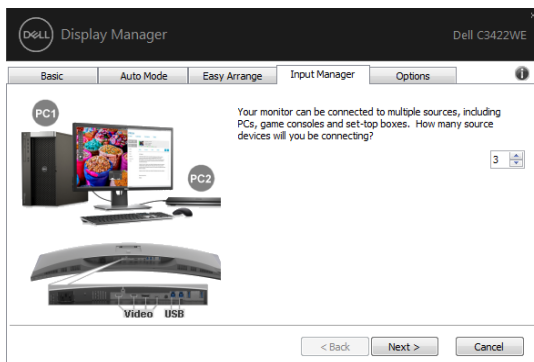 DELL Display Manager
Dell C3422WE
Basic
Auto Mode
Easy Arrange
Input Manager
Options
PC1
PC2
Your monitor can be connected to multiple sources, including
PCs, game consoles and set-top boxes. How many source
devices will you be connecting?
3
Video USB
< Back
Next >
Cancel